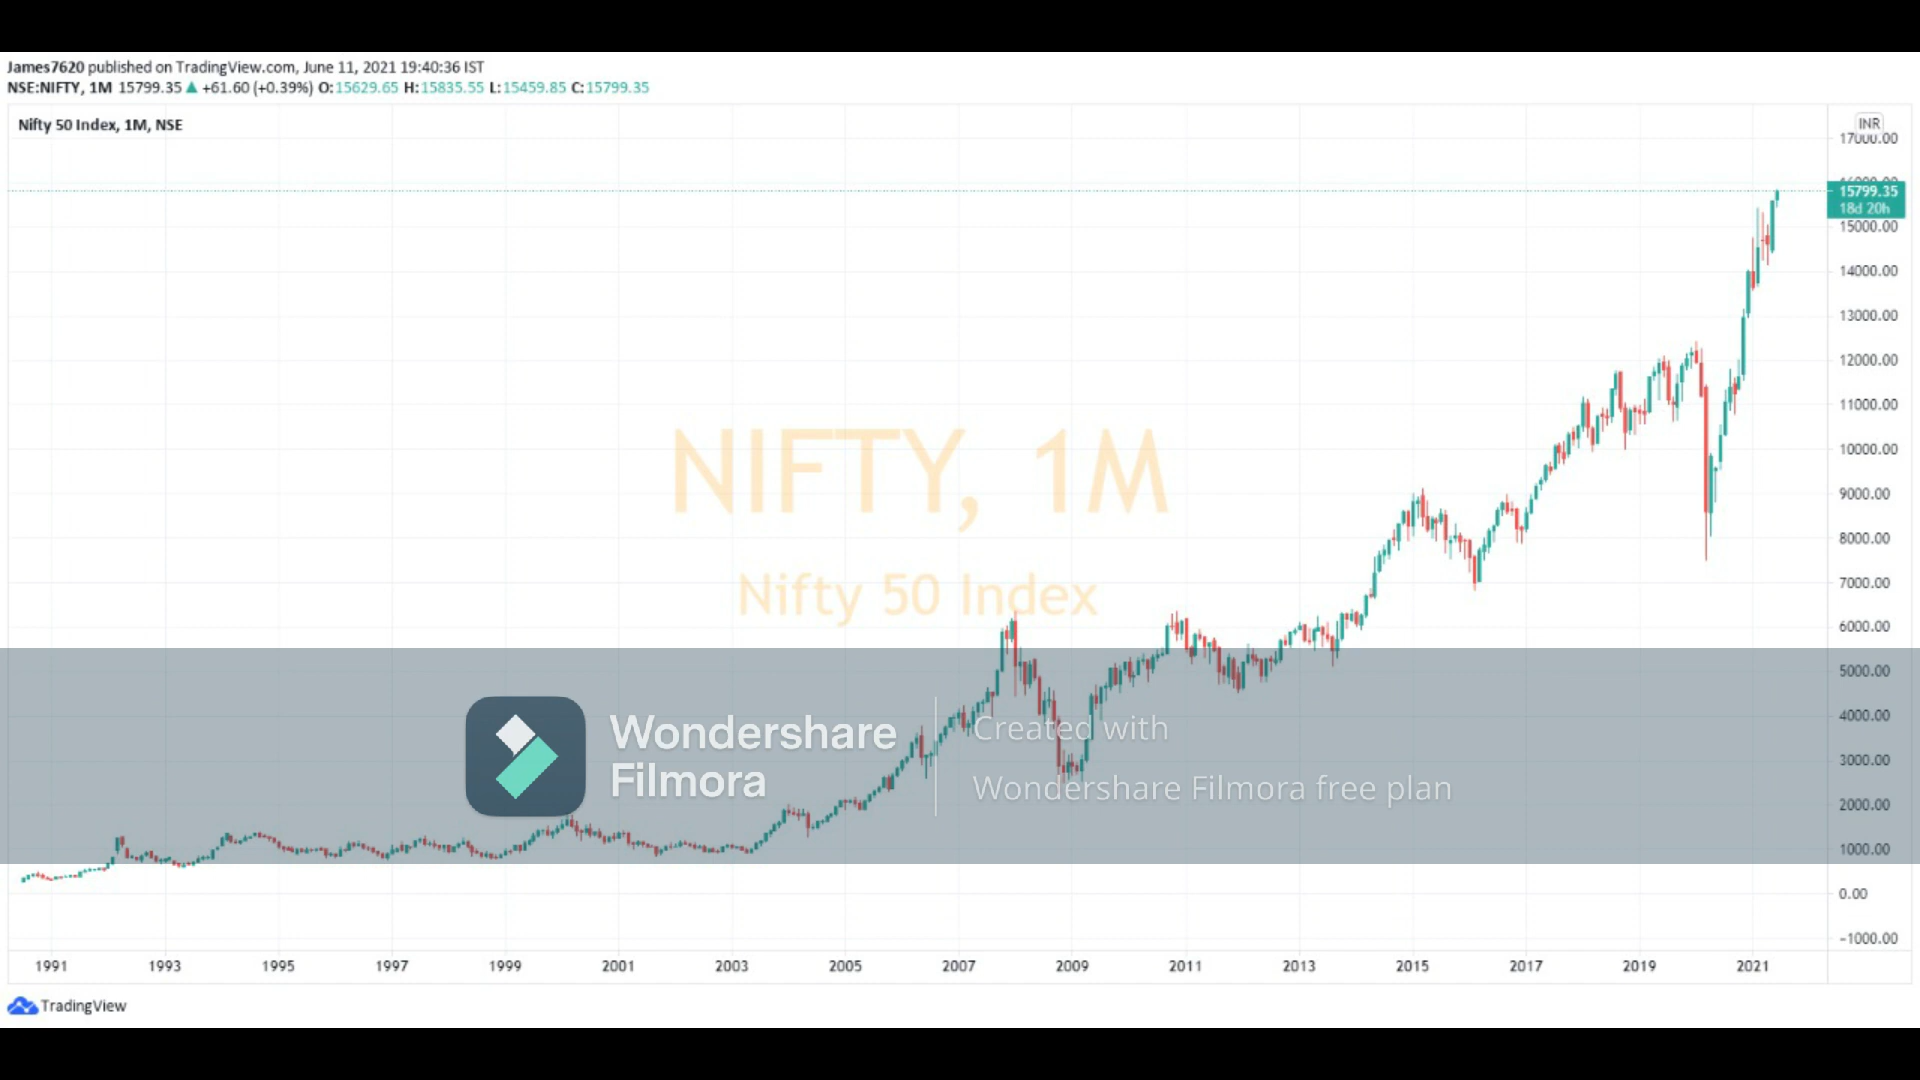 James7620 published on TradingView.com, June 11, 2021 19:40:36 IST
NSE:NIFTY, 1M 15799.35 ▲ +61.60 (+0.39%) O:15629.65 H:15835.55 L:15459.85 C:15799.35
Nifty 50 Index, 1M, NSE
INR
17000.00
16000.00
15799.35
18d 20h
15000.00
14000.00
13000.00
12000.00
11000.00
10000.00
9000.00
8000.00
7000.00
6000.00
5000.00
4000.00
3000.00
2000.00
1000.00
0.00
−1000.00
NIFTY, 1M
Nifty 50 Index
Wondershare
Filmora
Created with
Wondershare Filmora free plan
1991 1993 1995 1997 1999 2001 2003 2005 2007 2009 2011 2013 2015 2017 2019 2021
TradingView